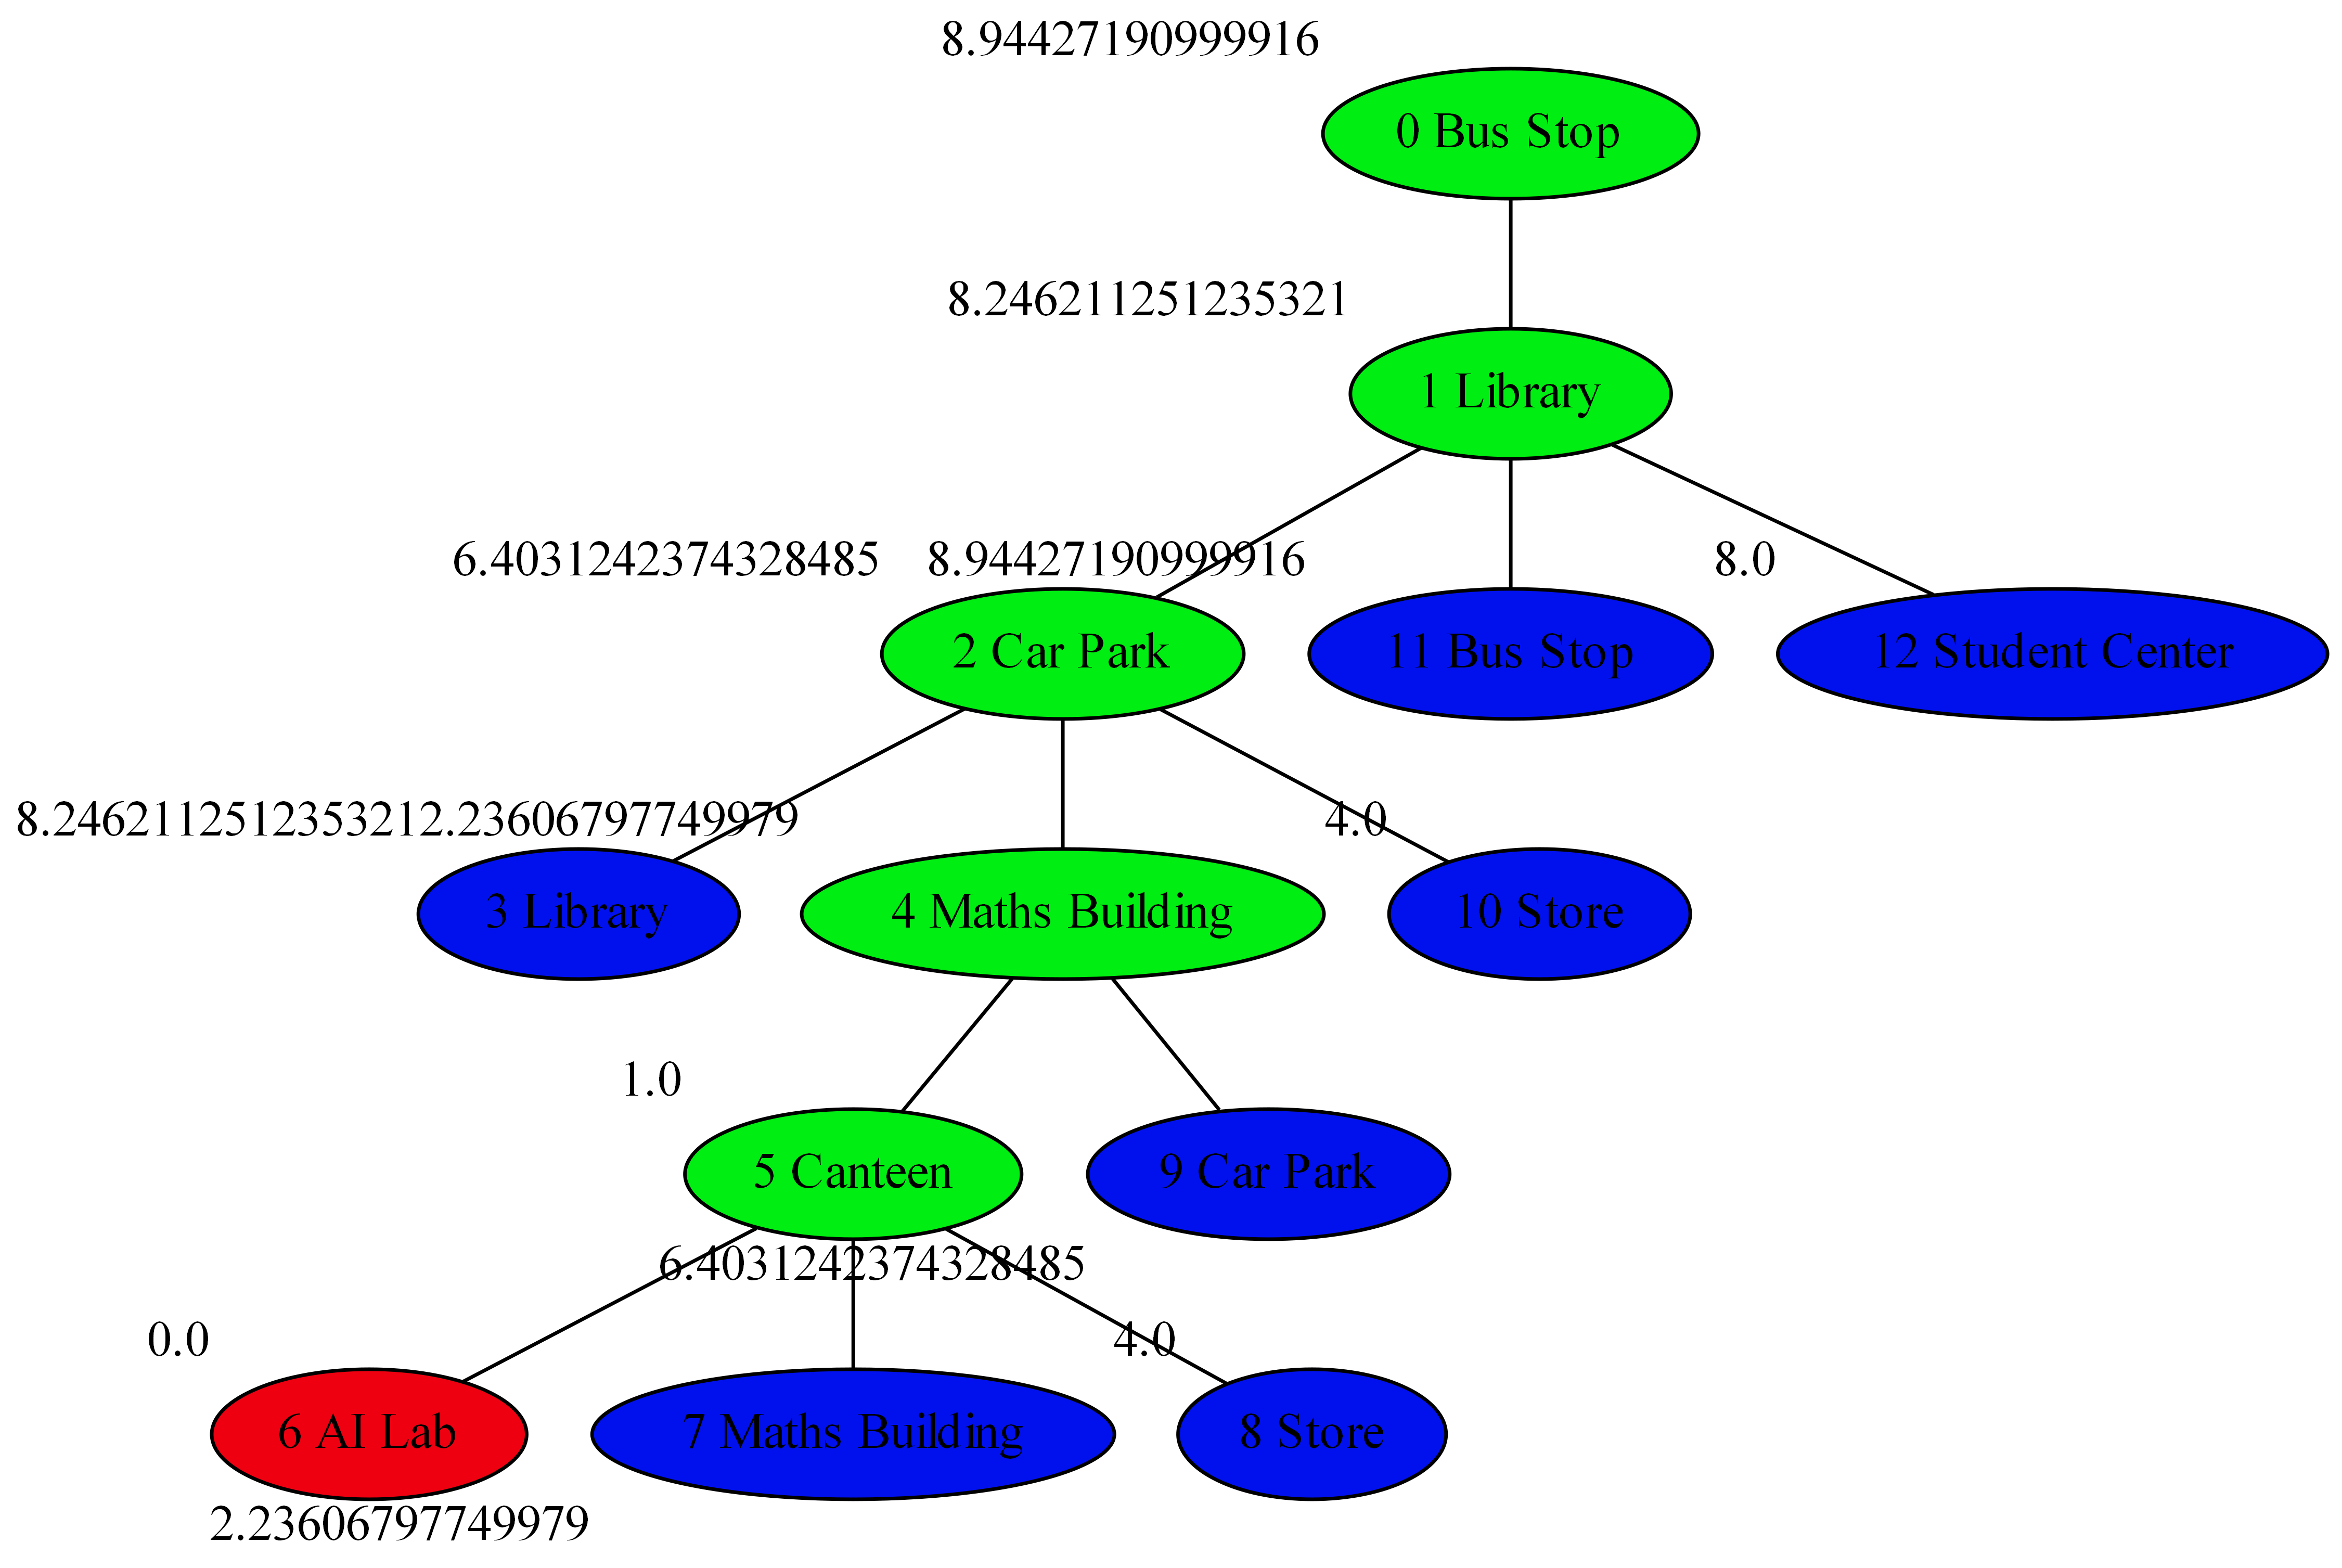 8.94427190999916
0 Bus Stop
8.246211251235321
1 Library
6.4031242374328485
8.94427190999916
8.0
2 Car Park
11 Bus Stop
12 Student Center
8.2462112512353212.23606797749979
4.0
3 Library
4 Maths Building
10 Store
1.0
5 Canteen
9 Car Park
6.4031242374328485
0.0
4.0
6 AI Lab
7 Maths Building
8 Store
2.23606797749979